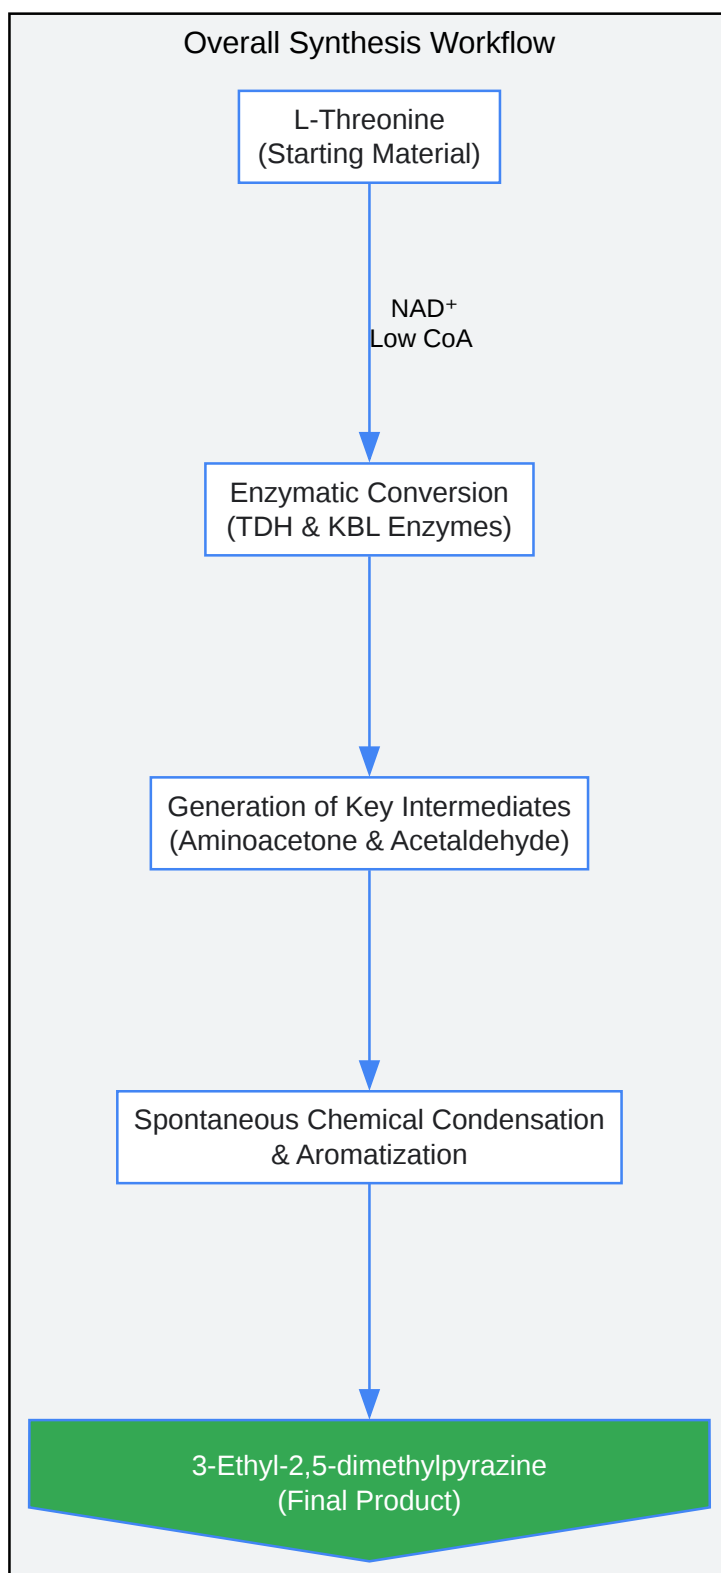 Overall Synthesis Workflow
L-Threonine
(Starting Material)
NAD⁺
Low CoA
Enzymatic Conversion
(TDH & KBL Enzymes)
Generation of Key Intermediates
(Aminoacetone & Acetaldehyde)
Spontaneous Chemical Condensation
& Aromatization
3-Ethyl-2,5-dimethylpyrazine
(Final Product)